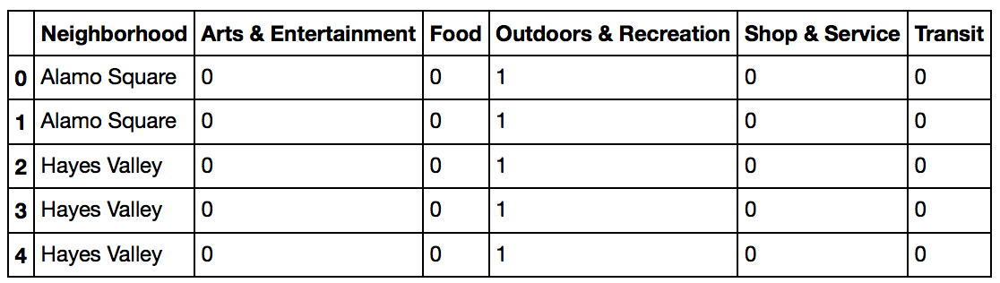 Neighborhood Arts & Entertainment Food Outdoors & Recreation Shop & Service Transit
0 Alamo Square 0 0 1 0 0
1 Alamo Square 0 0 1 0 0
2 Hayes Valley 0 0 1 0 0
3 Hayes Valley 0 0 1 0 0
4 Hayes Valley 0 0 1 0 0